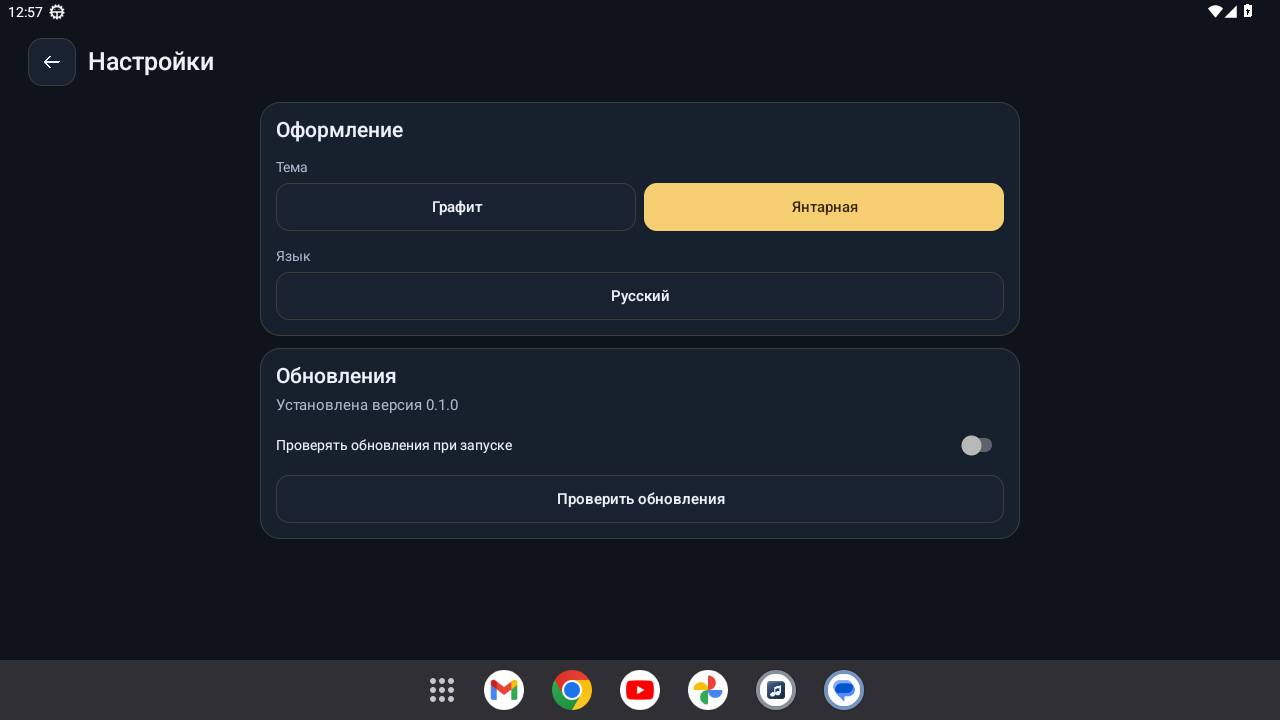 12:57
Настройки
Оформление
Тема
Графит
Янтарная
Язык
Русский
Обновления
Установлена версия 0.1.0
Проверять обновления при запуске
Проверить обновления